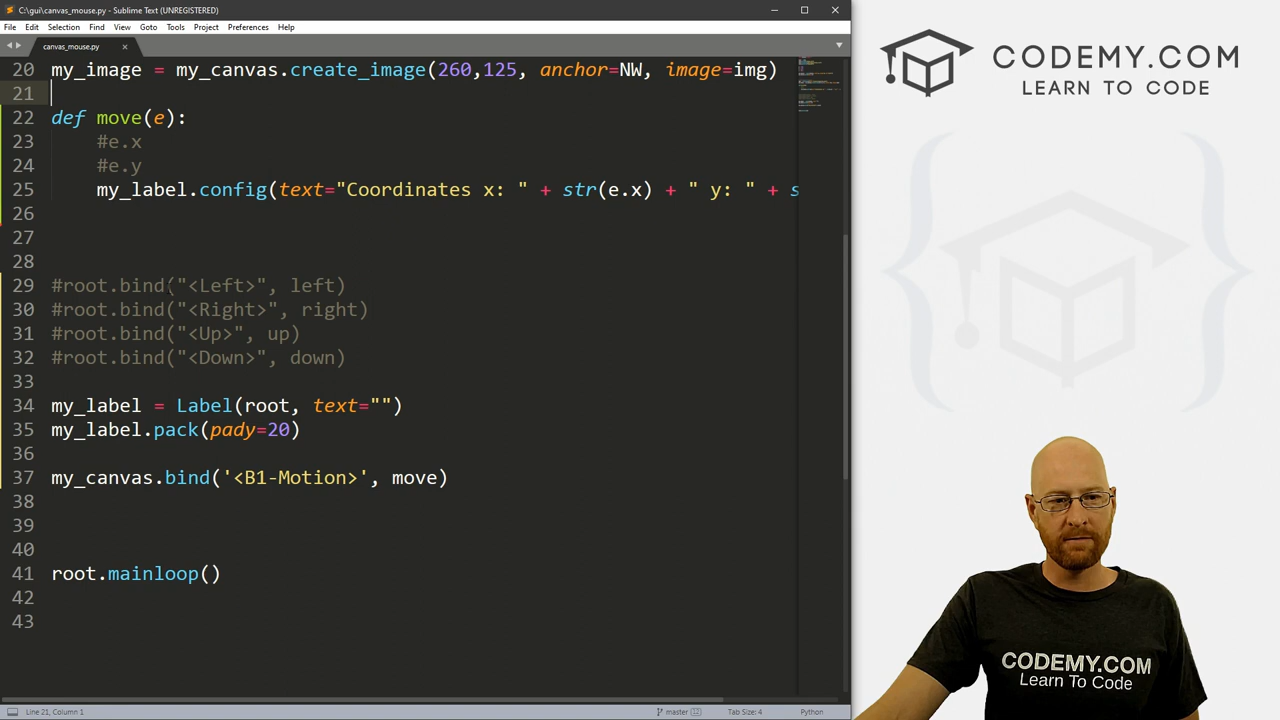 C:\gui\canvas_mouse.py - Sublime Text (UNREGISTERED)
File Edit Selection Find View Goto Tools Project Preferences Help
canvas_mouse.py
20 my_image = my_canvas.create_image(260,125, anchor=NW, image=img)
21
22 def move(e):
23     #e.x
24     #e.y
25     my_label.config(text="Coordinates x: " + str(e.x) + " y: " + s
26
27
28
29 #root.bind("<Left>", left)
30 #root.bind("<Right>", right)
31 #root.bind("<Up>", up)
32 #root.bind("<Down>", down)
33
34 my_label = Label(root, text="")
35 my_label.pack(pady=20)
36
37 my_canvas.bind('<B1-Motion>', move)
38
39
40
41 root.mainloop()
42
43
Line 21, Column 1
master 12
Tab Size: 4
Python
CODEMY.COM
LEARN TO CODE
CODEMY.COM
Learn To Code